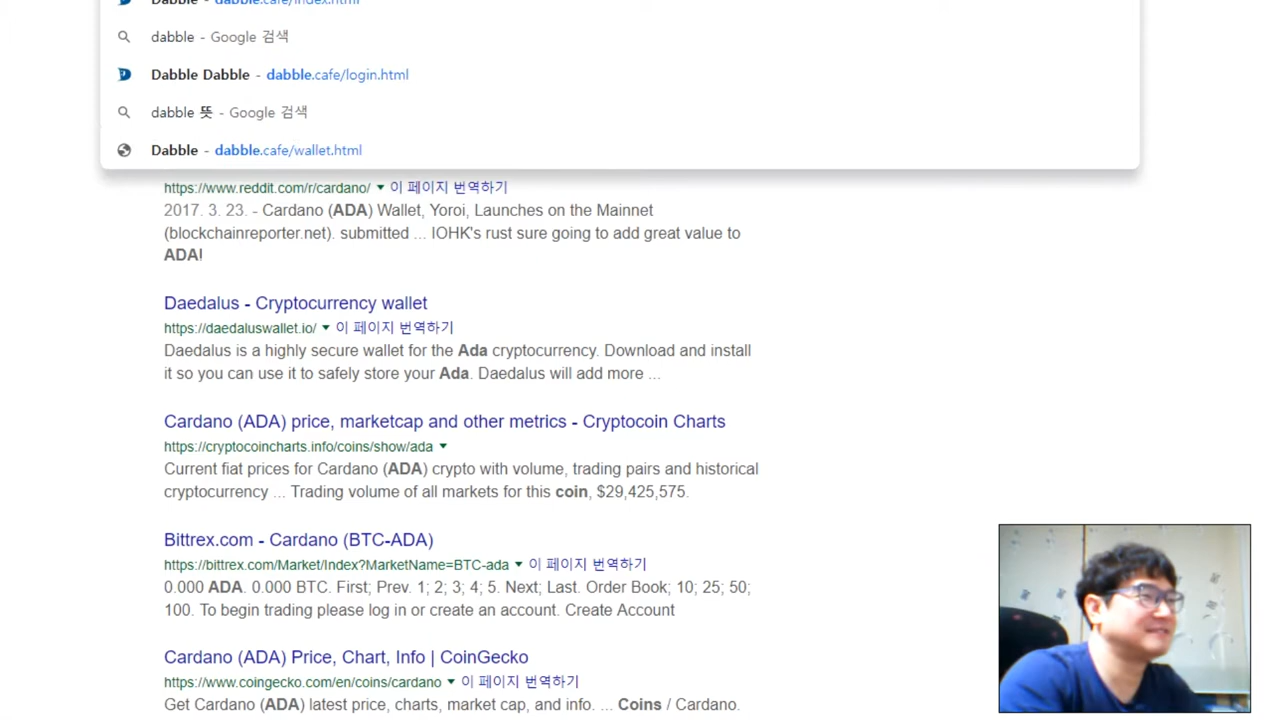 Dabble - dabble.cafe/index.html
dabble - Google 검색
Dabble Dabble - dabble.cafe/login.html
dabble 뜻 - Google 검색
Dabble - dabble.cafe/wallet.html
https://www.reddit.com/r/cardano/ ▼ 이 페이지 번역하기
2017. 3. 23. - Cardano (ADA) Wallet, Yoroi, Launches on the Mainnet
(blockchainreporter.net). submitted ... IOHK's rust sure going to add great value to
ADA!
Daedalus - Cryptocurrency wallet
https://daedaluswallet.io/ ▼ 이 페이지 번역하기
Daedalus is a highly secure wallet for the Ada cryptocurrency. Download and install
it so you can use it to safely store your Ada. Daedalus will add more ...
Cardano (ADA) price, marketcap and other metrics - Cryptocoin Charts
https://cryptocoincharts.info/coins/show/ada ▼
Current fiat prices for Cardano (ADA) crypto with volume, trading pairs and historical
cryptocurrency ... Trading volume of all markets for this coin, $29,425,575.
Bittrex.com - Cardano (BTC-ADA)
https://bittrex.com/Market/Index?MarketName=BTC-ada ▼ 이 페이지 번역하기
0.000 ADA. 0.000 BTC. First; Prev. 1; 2; 3; 4; 5. Next; Last. Order Book; 10; 25; 50;
100. To begin trading please log in or create an account. Create Account
Cardano (ADA) Price, Chart, Info | CoinGecko
https://www.coingecko.com/en/coins/cardano ▼ 이 페이지 번역하기
Get Cardano (ADA) latest price, charts, market cap, and info. ... Coins / Cardano.